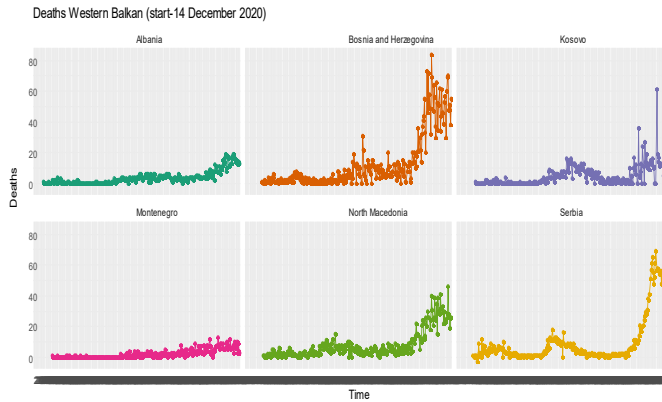 Deaths Western Balkan (start-14 December 2020)
Albania
Bosnia and Herzegovina
Kosovo
80
60
40
20
0
Deaths
Montenegro
North Macedonia
Serbia
80
60
40
20
0
Time